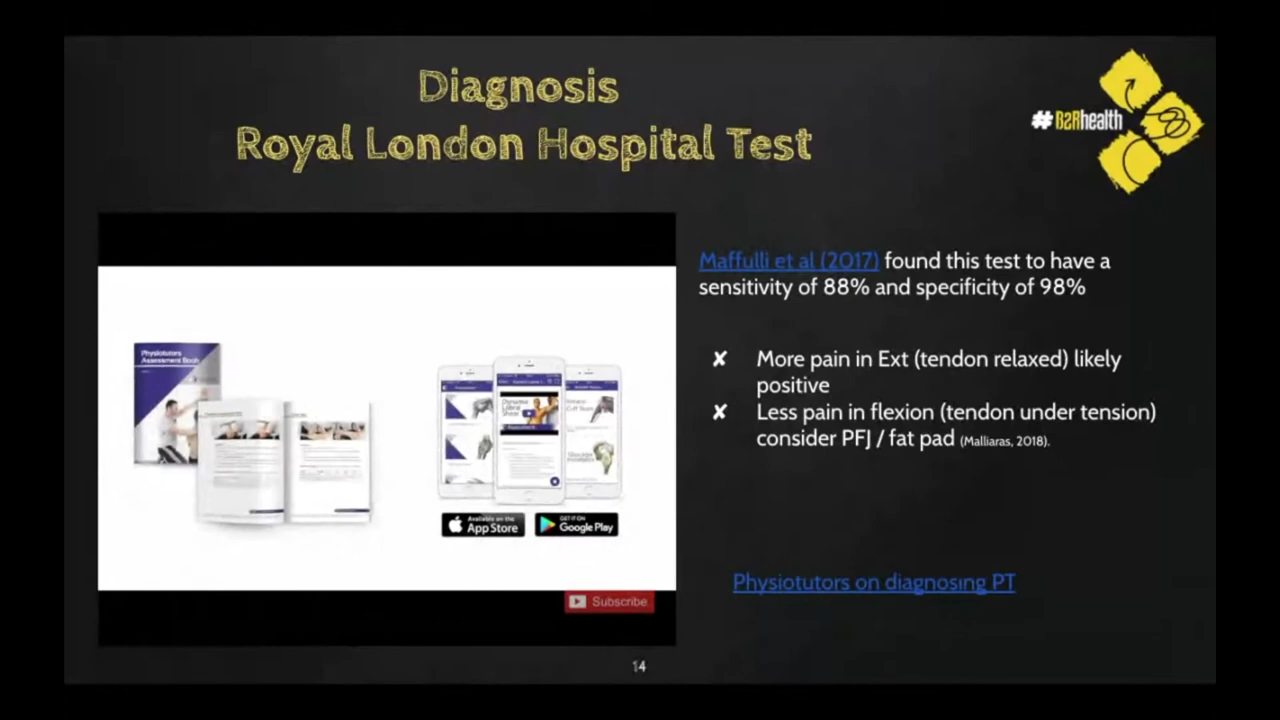 Diagnosis
Royal London Hospital Test
#B2Rhealth
Maffulli et al (2017) found this test to have a
sensitivity of 88% and specificity of 98%
✘ More pain in Ext (tendon relaxed) likely
positive
✘ Less pain in flexion (tendon under tension)
consider PFJ / fat pad (Malliaras, 2018).
Physiotutors on diagnosing PT
Physiotutors
Assessment Book
Available on the
App Store
GET IT ON
Google Play
Subscribe
14